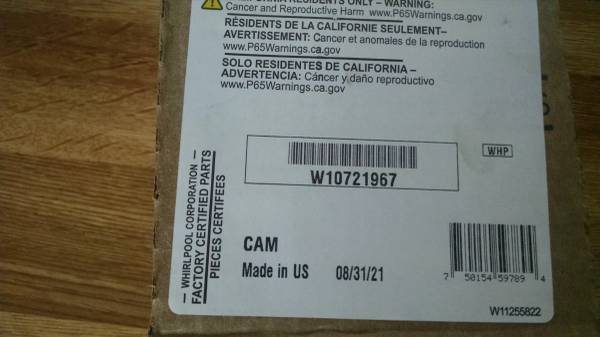 RESIDENTS ONLY – WARNING:
Cancer and Reproductive Harm www.P65Warnings.ca.gov
RÉSIDENTS DE LA CALIFORNIE SEULEMENT–
AVERTISSEMENT: Cancer et anomales de la reproduction
www.P65Warnings.ca.gov
SOLO RESIDENTES DE CALIFORNIA –
ADVERTENCIA: Cáncer y daño reproductivo
www.P65Warnings.ca.gov
W10721967
WHP
CAM
Made in US 08/31/21
7 50154 59789 4
W11255822
– WHIRLPOOL CORPORATION –
FACTORY CERTIFIED PARTS
PIECES CERTIFEES